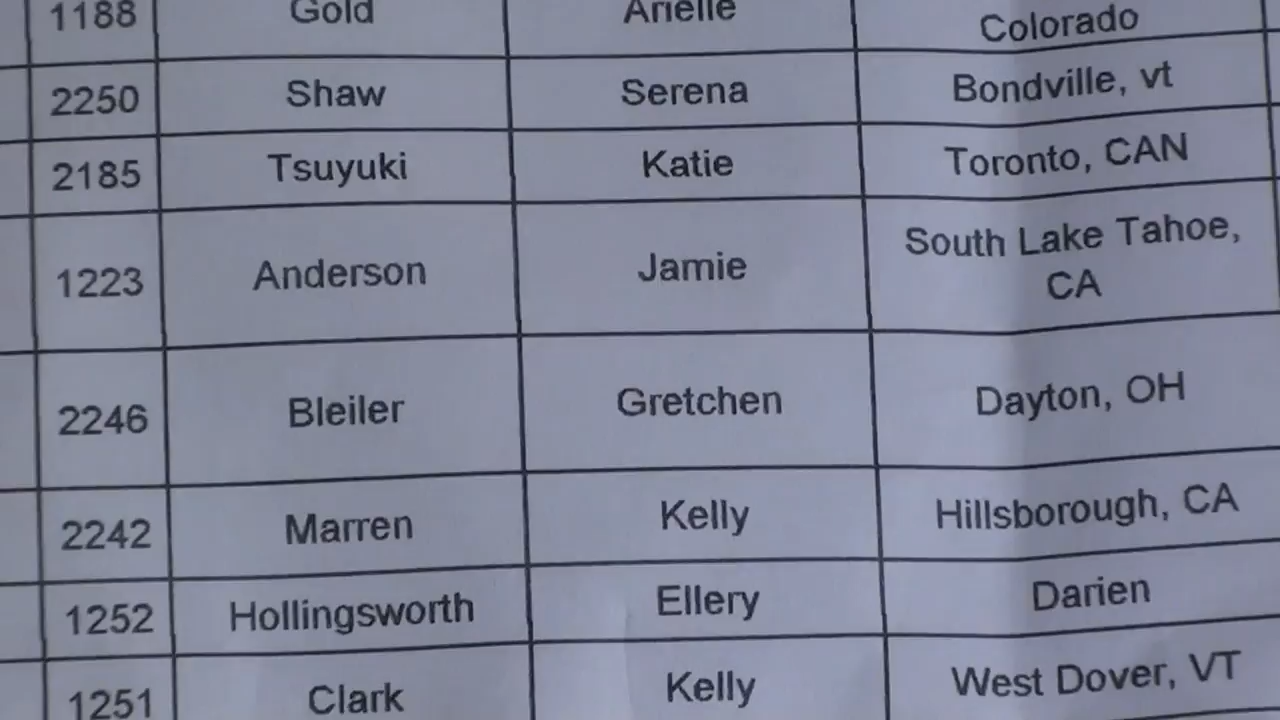 1188 Gold Arielle Colorado
2250 Shaw Serena Bondville, vt
2185 Tsuyuki Katie Toronto, CAN
1223 Anderson Jamie South Lake Tahoe,
CA
2246 Bleiler Gretchen Dayton, OH
2242 Marren Kelly Hillsborough, CA
1252 Hollingsworth Ellery Darien
1251 Clark Kelly West Dover, VT